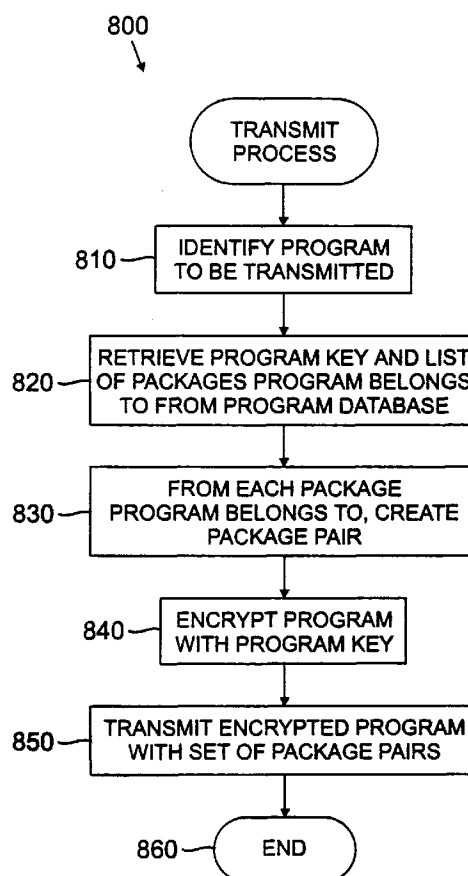 800
TRANSMIT
PROCESS
810
IDENTIFY PROGRAM
TO BE TRANSMITTED
820
RETRIEVE PROGRAM KEY AND LIST
OF PACKAGES PROGRAM BELONGS
TO FROM PROGRAM DATABASE
830
FROM EACH PACKAGE
PROGRAM BELONGS TO, CREATE
PACKAGE PAIR
840
ENCRYPT PROGRAM
WITH PROGRAM KEY
850
TRANSMIT ENCRYPTED PROGRAM
WITH SET OF PACKAGE PAIRS
860
END